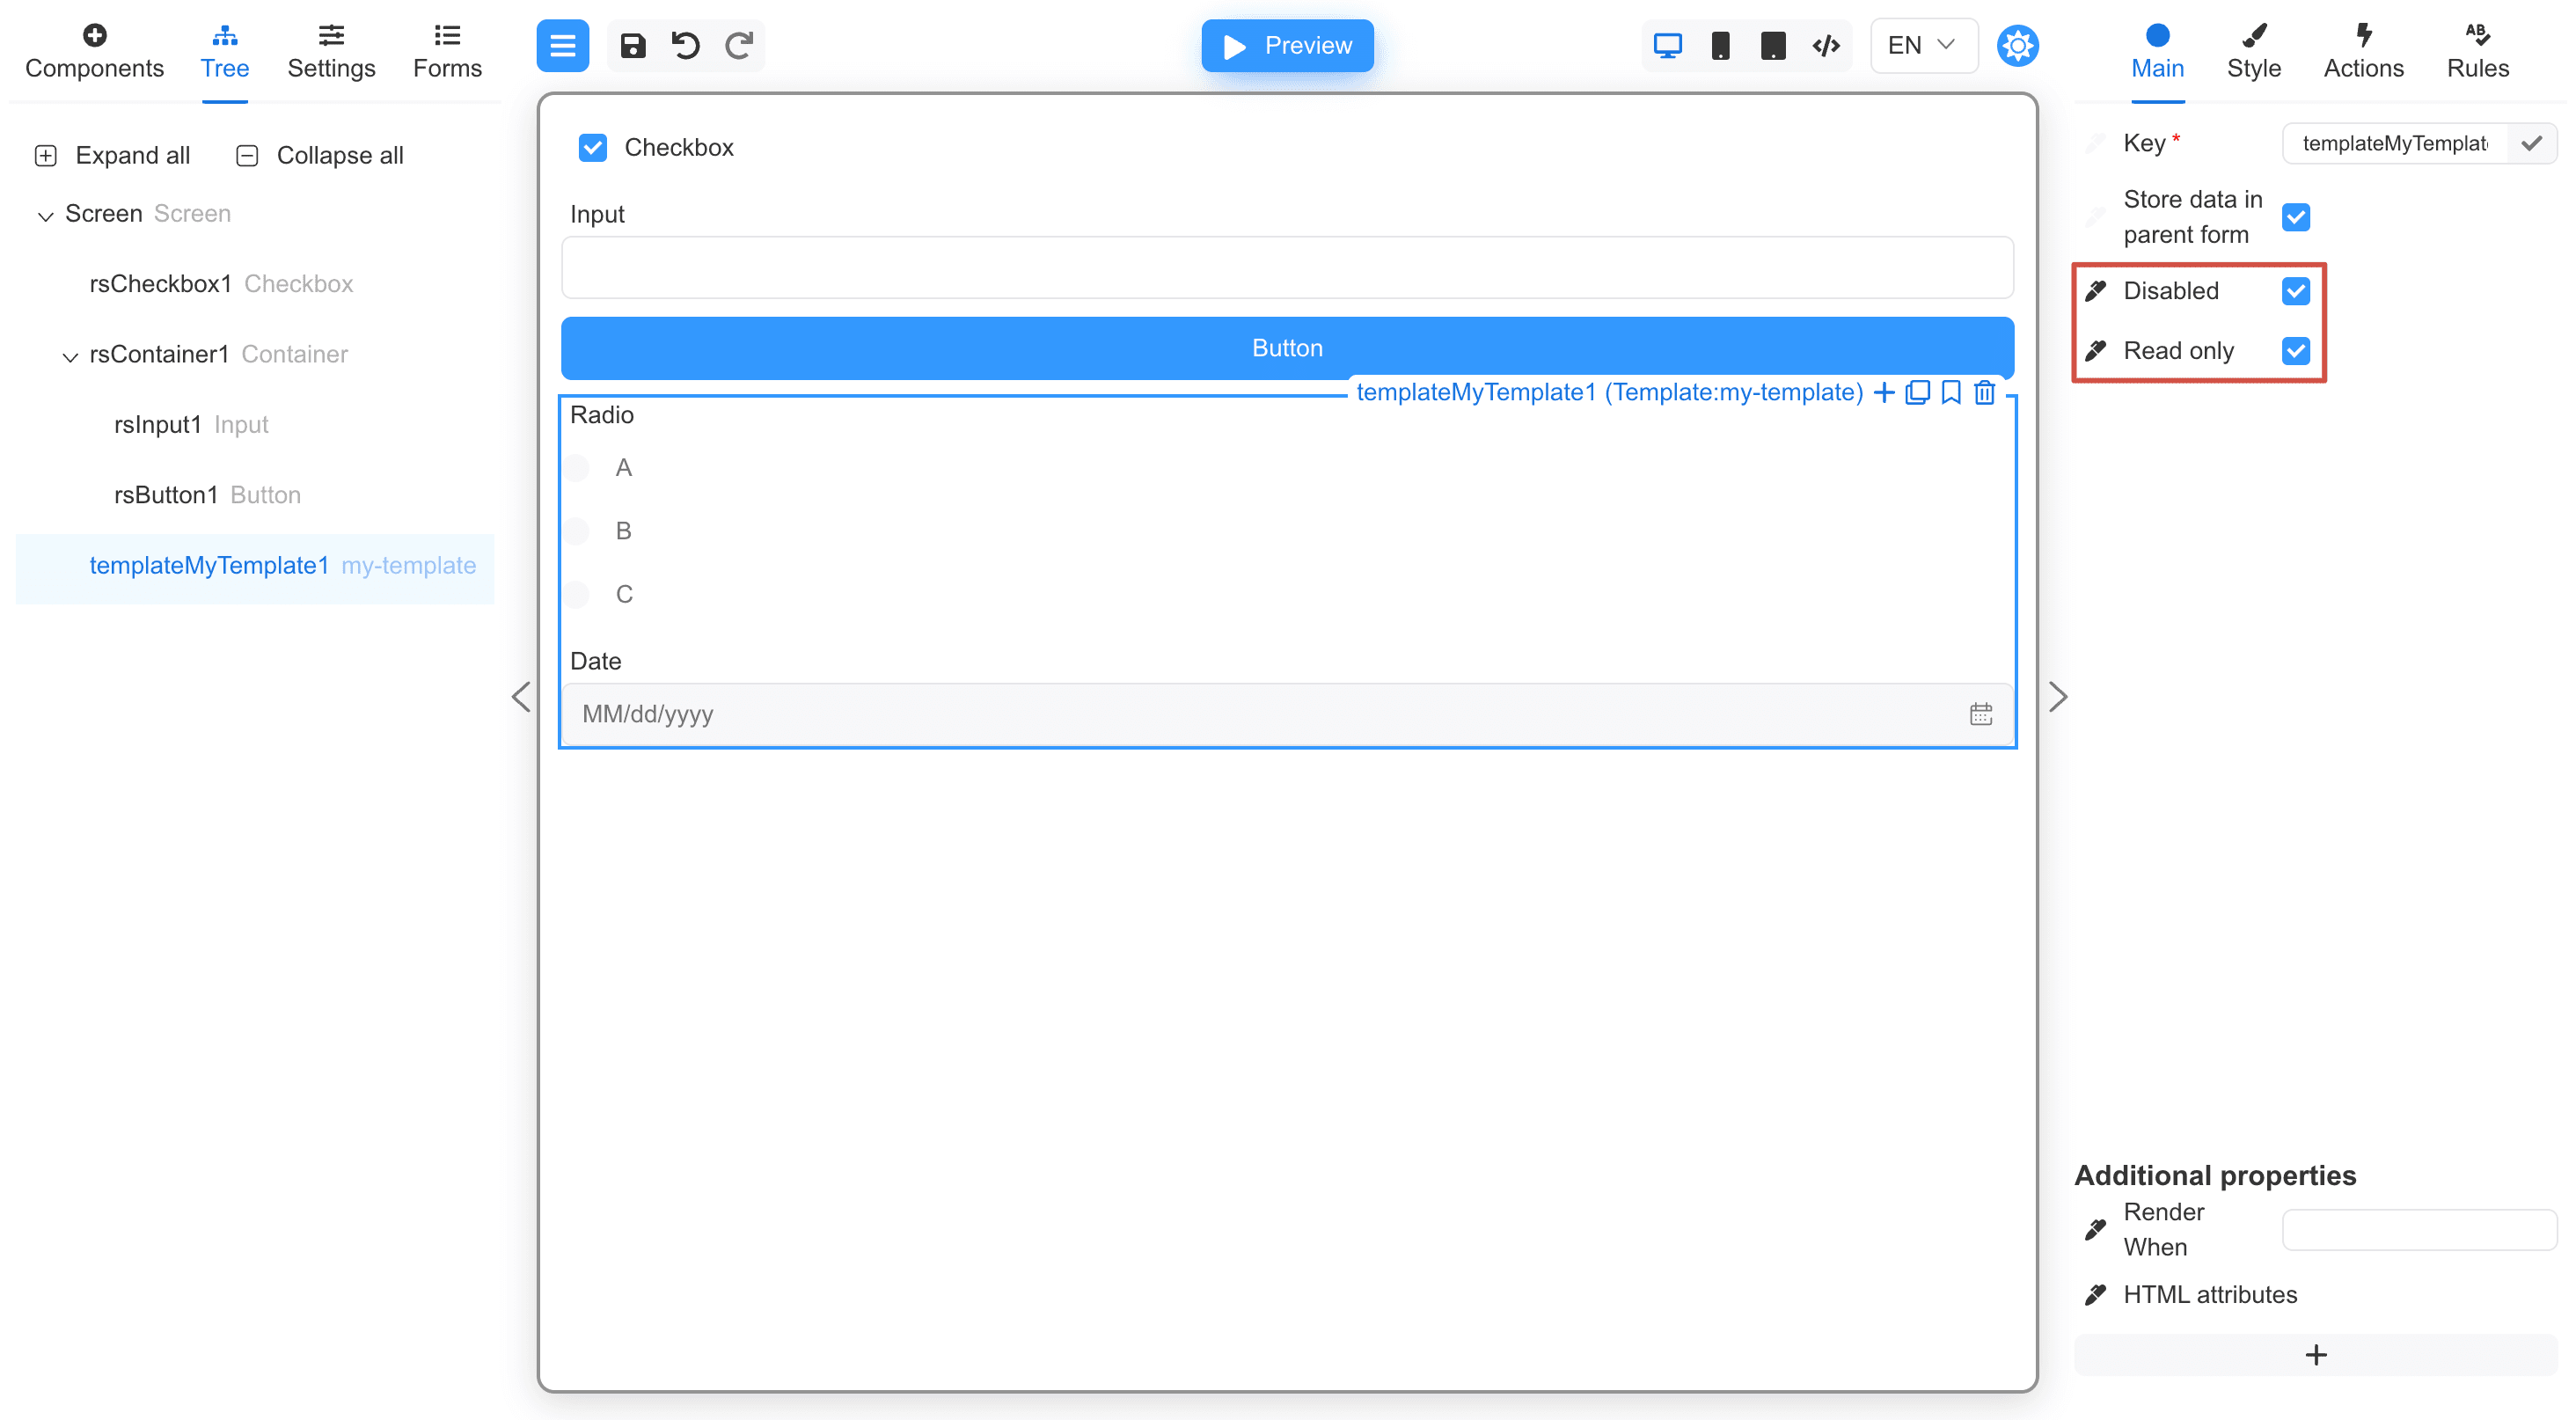 Components Tree Settings Forms
Preview
EN
Main Style Actions Rules
Expand all Collapse all
Screen Screen
rsCheckbox1 Checkbox
rsContainer1 Container
rsInput1 Input
rsButton1 Button
templateMyTemplate1 my-template
Checkbox
Input
Button
templateMyTemplate1 (Template:my-template)
Radio
A
B
C
Date
MM/dd/yyyy
Key * templateMyTemplat
Store data in
parent form
Disabled
Read only
Additional properties
Render
When
HTML attributes